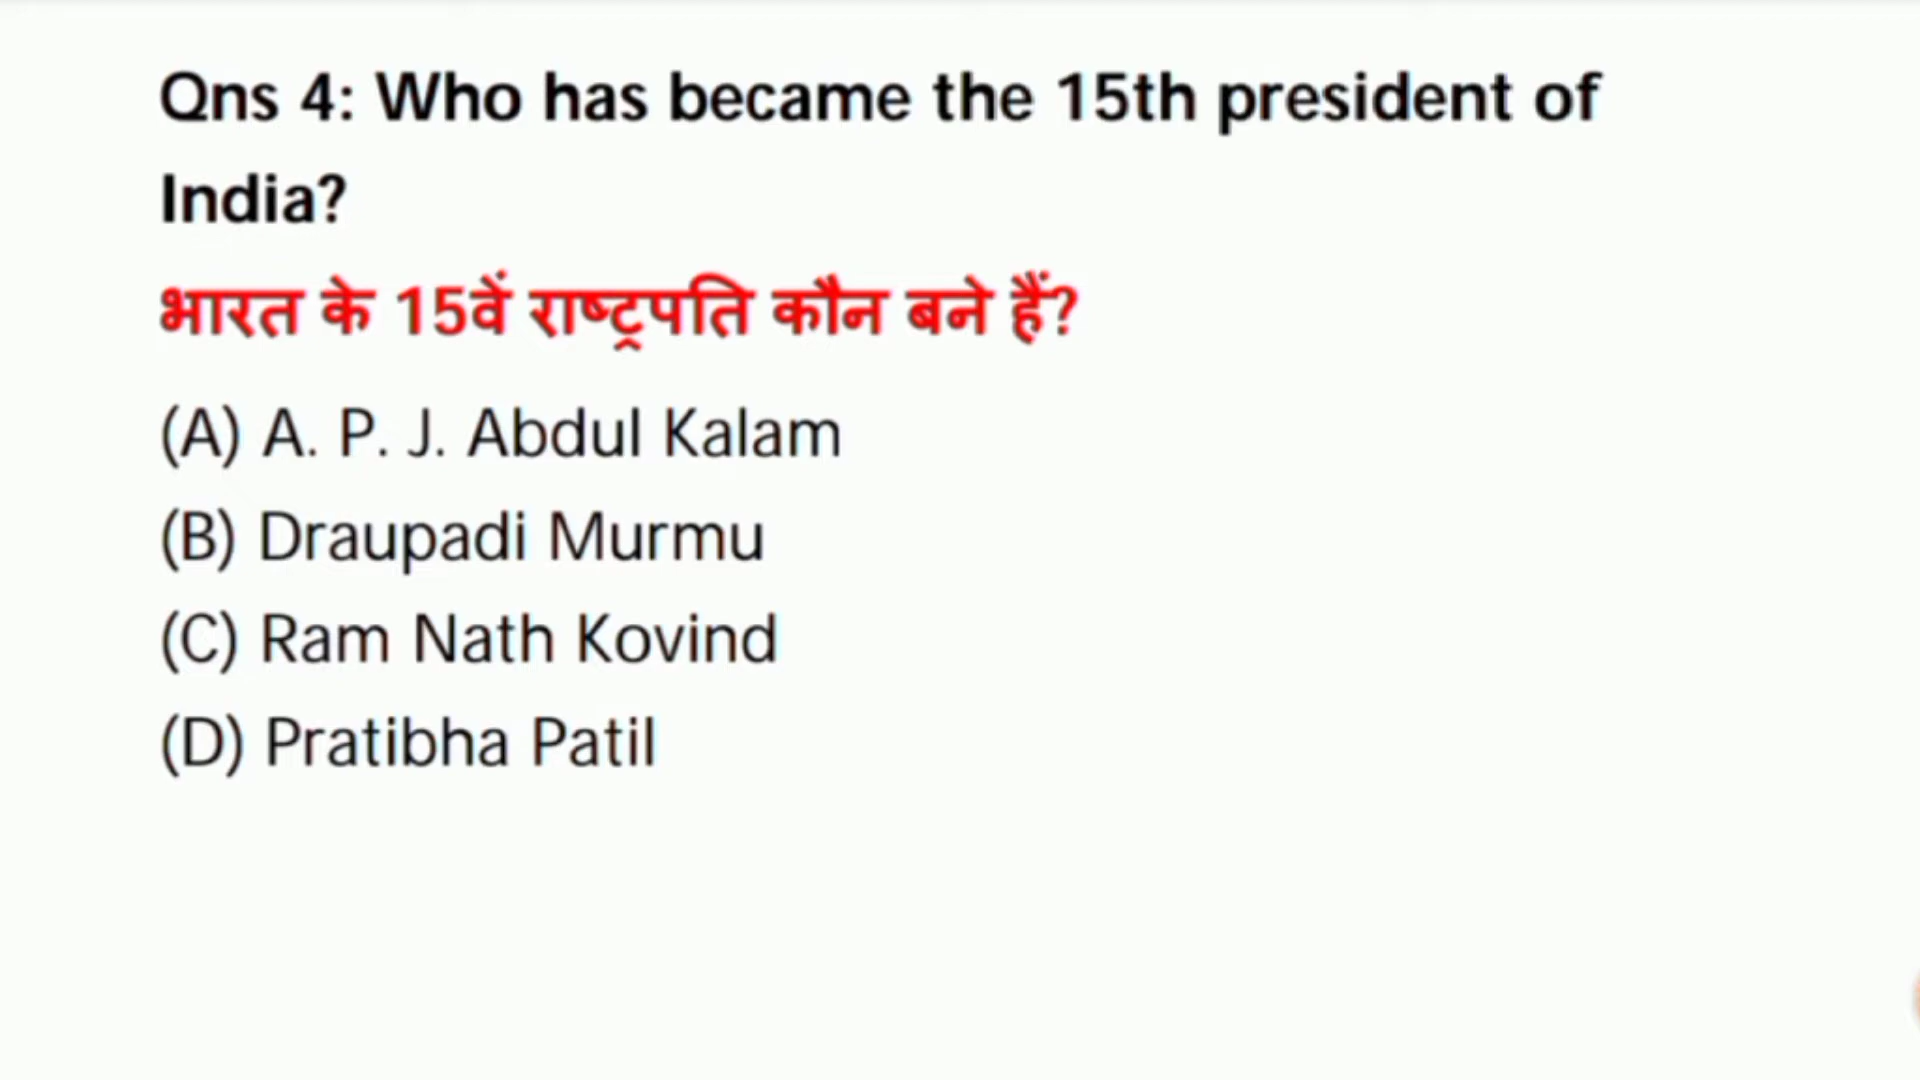 Qns 4: Who has became the 15th president of
India?
भारत के 15वें राष्ट्रपति कौन बने हैं?
(A) A. P. J. Abdul Kalam
(B) Draupadi Murmu
(C) Ram Nath Kovind
(D) Pratibha Patil